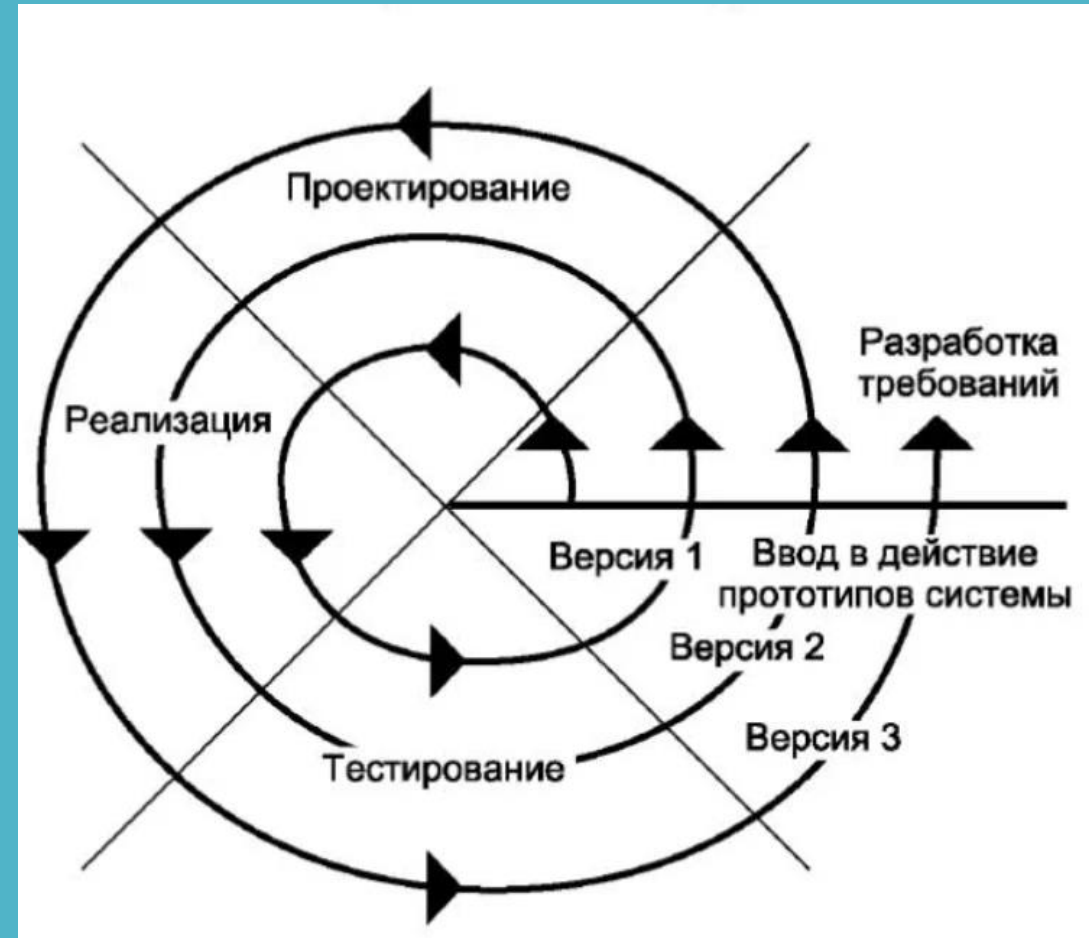 Проектирование
Разработка
требований
Реализация
Версия 1
Ввод в действие
прототипов системы
Версия 2
Версия 3
Тестирование